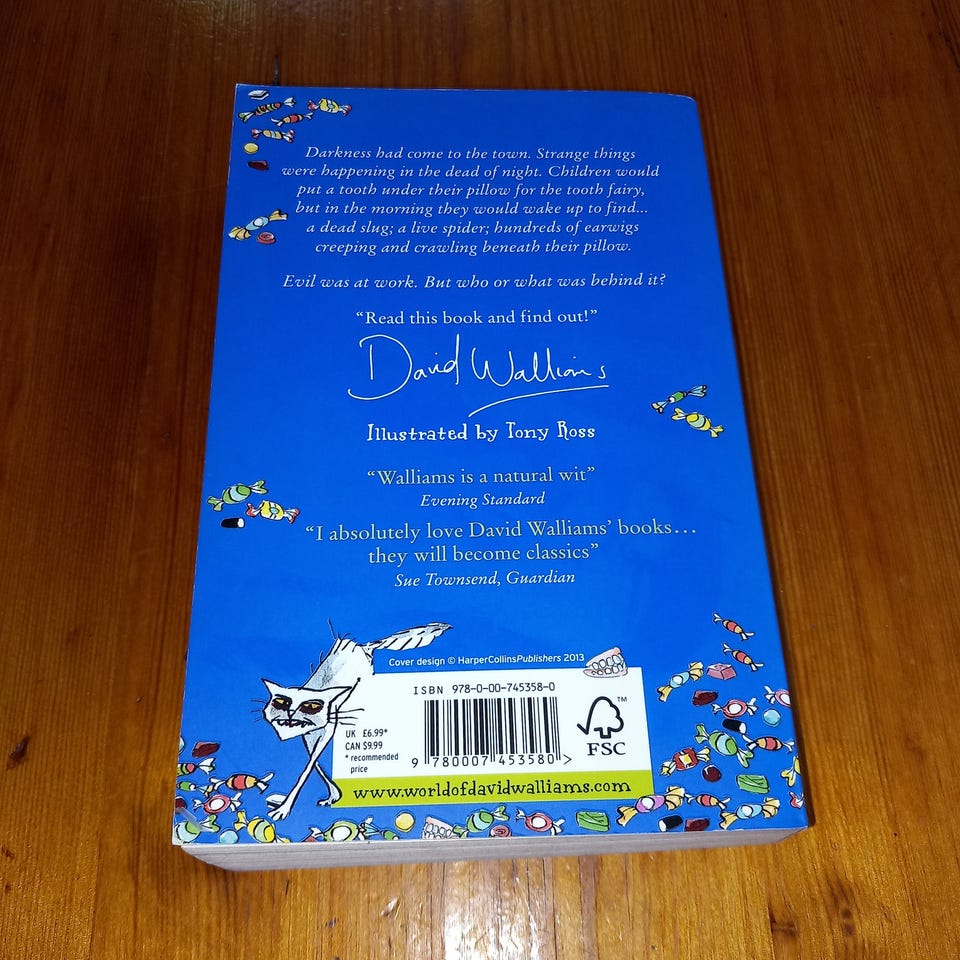 Darkness had come to the town. Strange things
were happening in the dead of night. Children would
put a tooth under their pillow for the tooth fairy,
but in the morning they would wake up to find...
a dead slug; a live spider; hundreds of earwigs
creeping and crawling beneath their pillow.
Evil was at work. But who or what was behind it?
“Read this book and find out!”
David Walliams
Illustrated by Tony Ross
“Walliams is a natural wit”
Evening Standard
“I absolutely love David Walliams’ books...
they will become classics”
Sue Townsend, Guardian
Cover design © HarperCollinsPublishers 2013
ISBN 978-0-00-745358-0
UK £6.99*
CAN $9.99
* recommended
price
9 780007 453580 >
FSC™
www.worldofdavidwalliams.com